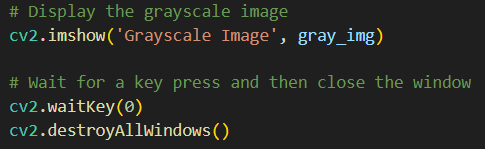 # Display the grayscale image
cv2.imshow('Grayscale Image', gray_img)
# Wait for a key press and then close the window
cv2.waitKey(0)
cv2.destroyAllWindows()